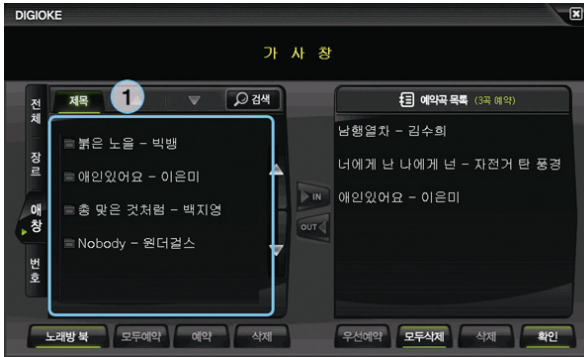 DIGIOKE
가 사 창
전체
장르
애창
번호
제목
1
검색
붉은 노을 – 빅뱅
애인있어요 – 이은미
총 맞은 것처럼 – 백지영
Nobody – 원더걸스
IN
OUT
예약곡 목록 (3곡 예약)
남행열차 – 김수희
너에게 난 나에게 넌 – 자전거 탄 풍경
애인있어요 – 이은미
노래방 북
모두예약
예약
삭제
우선예약
모두삭제
삭제
확인